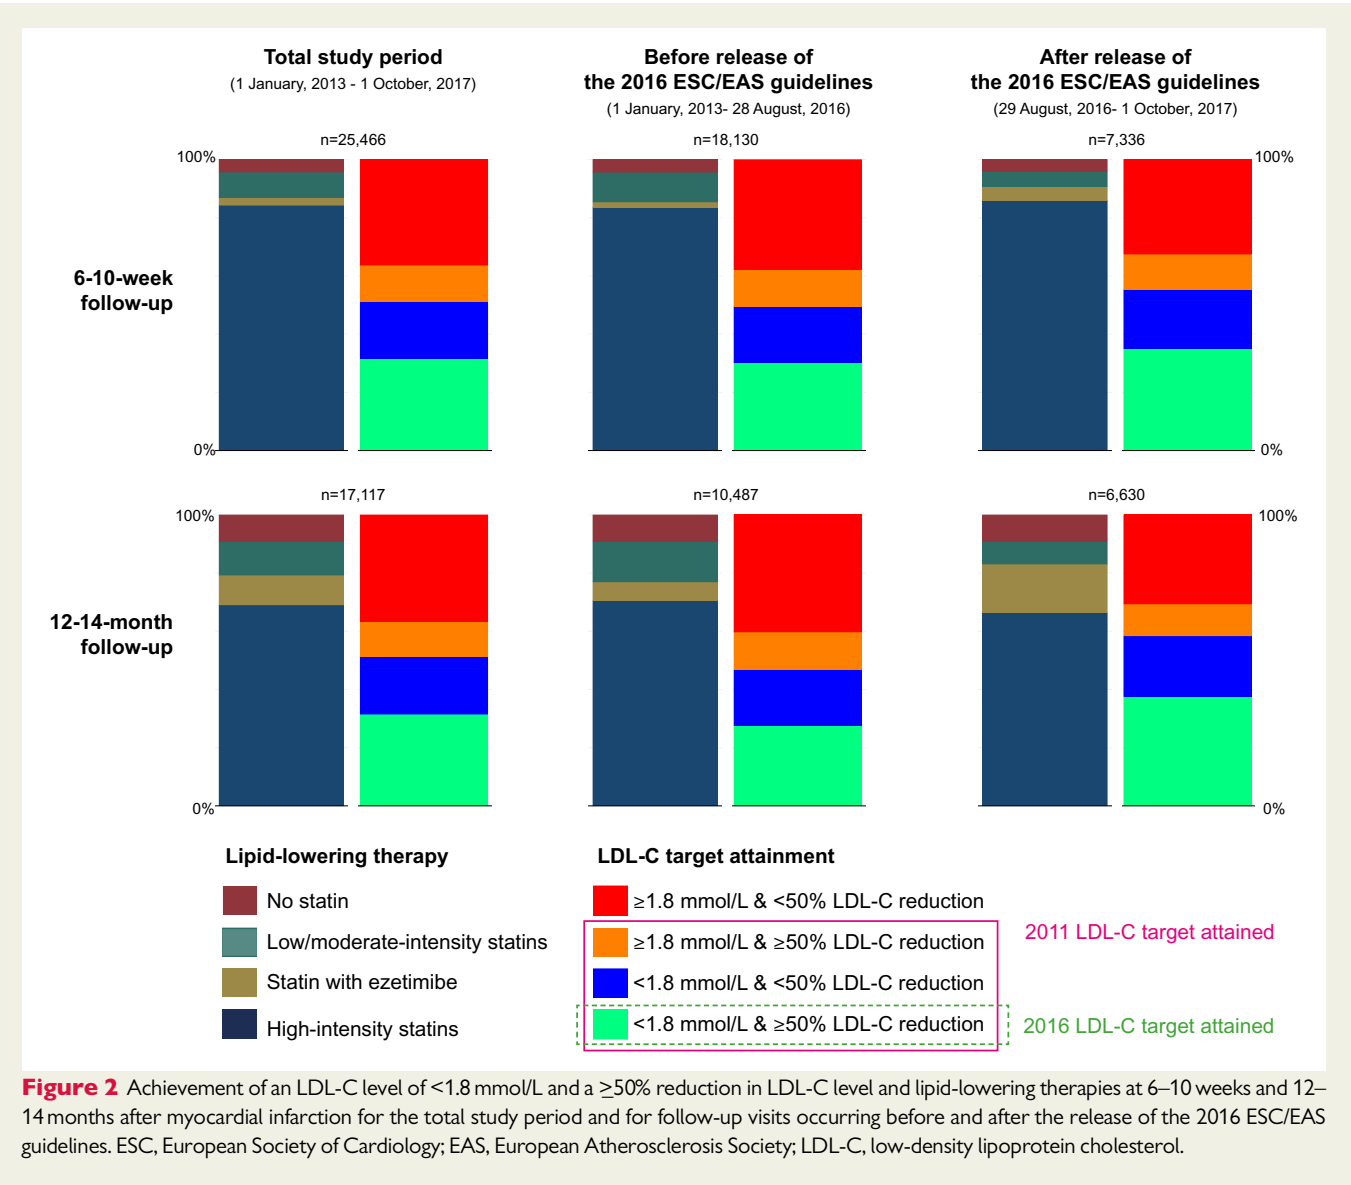 Total study period
(1 January, 2013 - 1 October, 2017)
Before release of
the 2016 ESC/EAS guidelines
(1 January, 2013- 28 August, 2016)
After release of
the 2016 ESC/EAS guidelines
(29 August, 2016- 1 October, 2017)
n=25,466
n=18,130
n=7,336
100%
100%
6-10-week
follow-up
0%
0%
n=17,117
n=10,487
n=6,630
100%
100%
12-14-month
follow-up
0%
0%
Lipid-lowering therapy
No statin
Low/moderate-intensity statins
Statin with ezetimibe
High-intensity statins
LDL-C target attainment
≥1.8 mmol/L & <50% LDL-C reduction
≥1.8 mmol/L & ≥50% LDL-C reduction
<1.8 mmol/L & <50% LDL-C reduction
<1.8 mmol/L & ≥50% LDL-C reduction
2011 LDL-C target attained
2016 LDL-C target attained
Figure 2 Achievement of an LDL-C level of <1.8 mmol/L and a ≥50% reduction in LDL-C level and lipid-lowering therapies at 6–10 weeks and 12–
14 months after myocardial infarction for the total study period and for follow-up visits occurring before and after the release of the 2016 ESC/EAS
guidelines. ESC, European Society of Cardiology; EAS, European Atherosclerosis Society; LDL-C, low-density lipoprotein cholesterol.